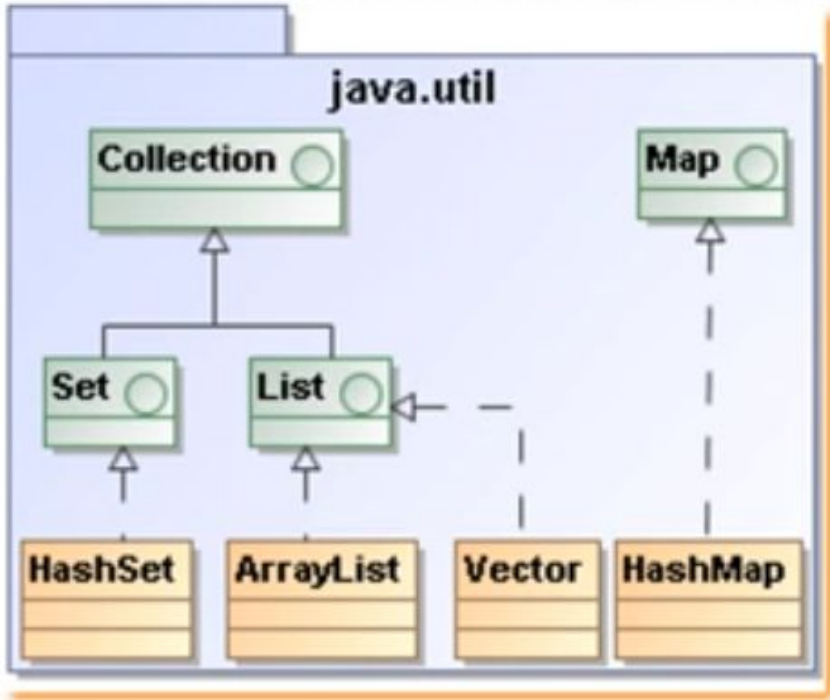 java.util
Collection
Map
Set
List
HashSet
ArrayList
Vector
HashMap